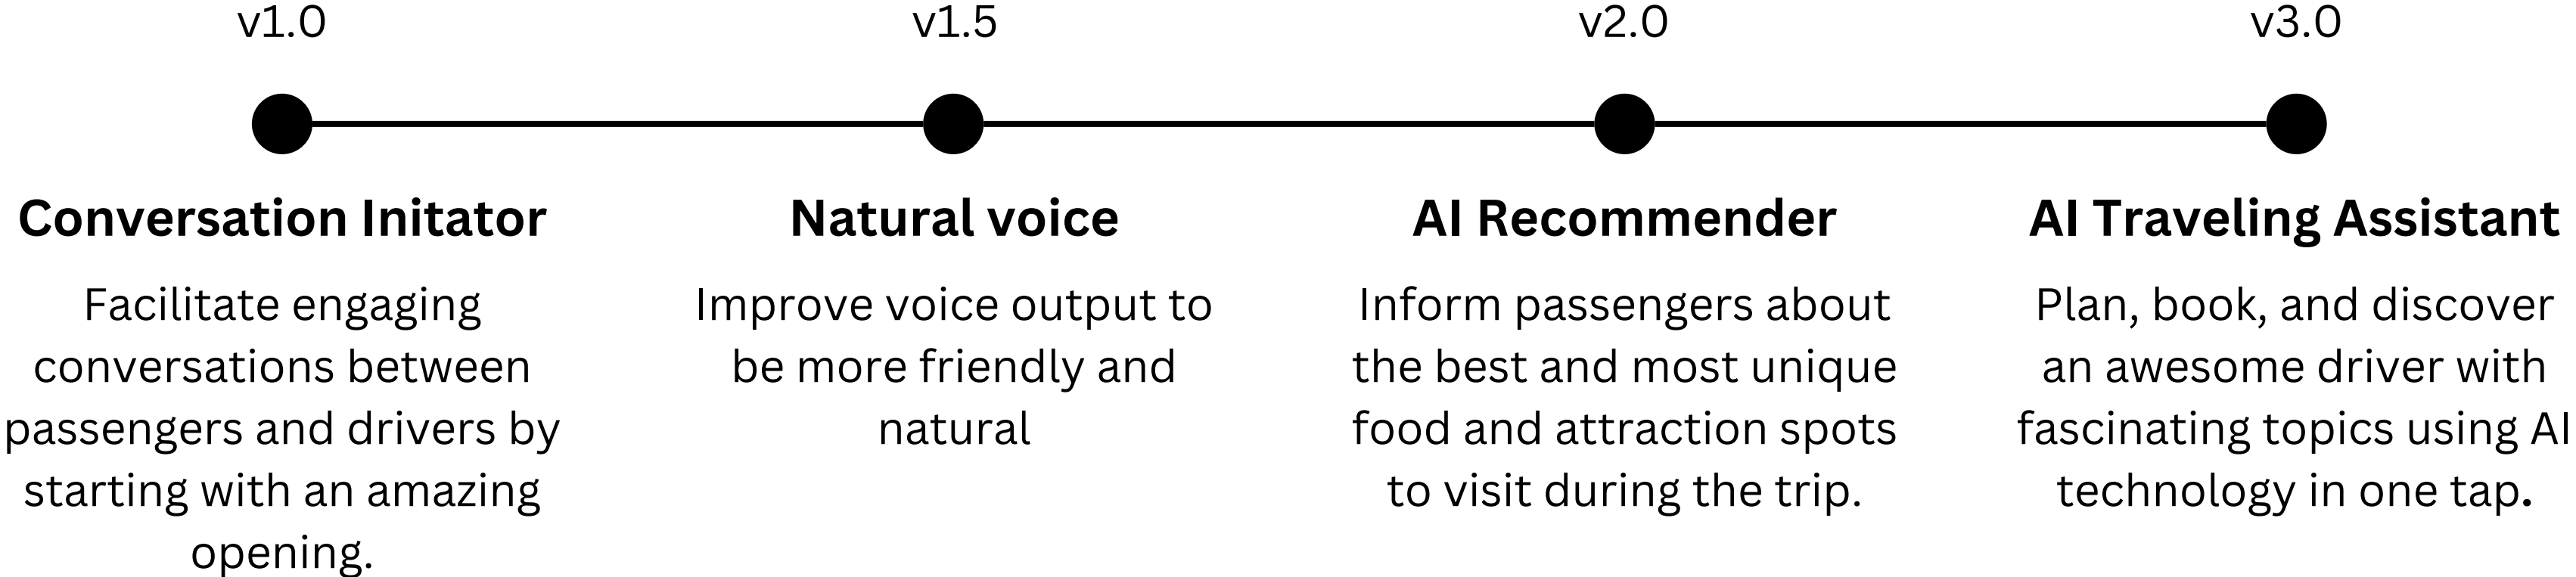 v1.0
v1.5
v2.0
v3.0
Conversation Initator
Facilitate engaging
conversations between
passengers and drivers by
starting with an amazing
opening.
Natural voice
Improve voice output to
be more friendly and
natural
AI Recommender
Inform passengers about
the best and most unique
food and attraction spots
to visit during the trip.
AI Traveling Assistant
Plan, book, and discover
an awesome driver with
fascinating topics using AI
technology in one tap.